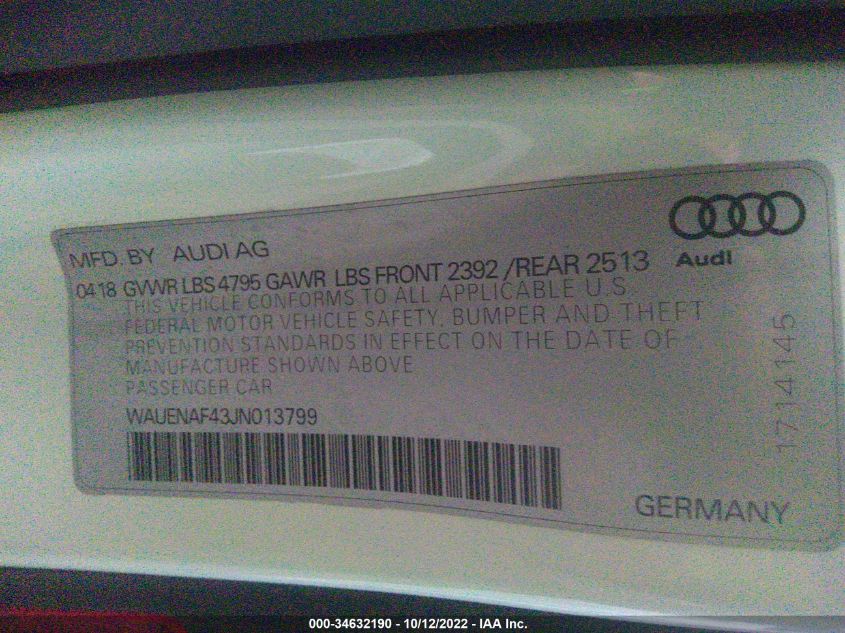 MFD. BY AUDI AG
Audi
04 18 GVWR LBS 4795 GAWR LBS FRONT 2392 /REAR 2513
THIS VEHICLE CONFORMS TO ALL APPLICABLE U.S.
FEDERAL MOTOR VEHICLE SAFETY, BUMPER AND THEFT
PREVENTION STANDARDS IN EFFECT ON THE DATE OF
MANUFACTURE SHOWN ABOVE
PASSENGER CAR
WAUENAF43JN013799
1714145
GERMANY
000-34632190 - 10/12/2022 - IAA Inc.